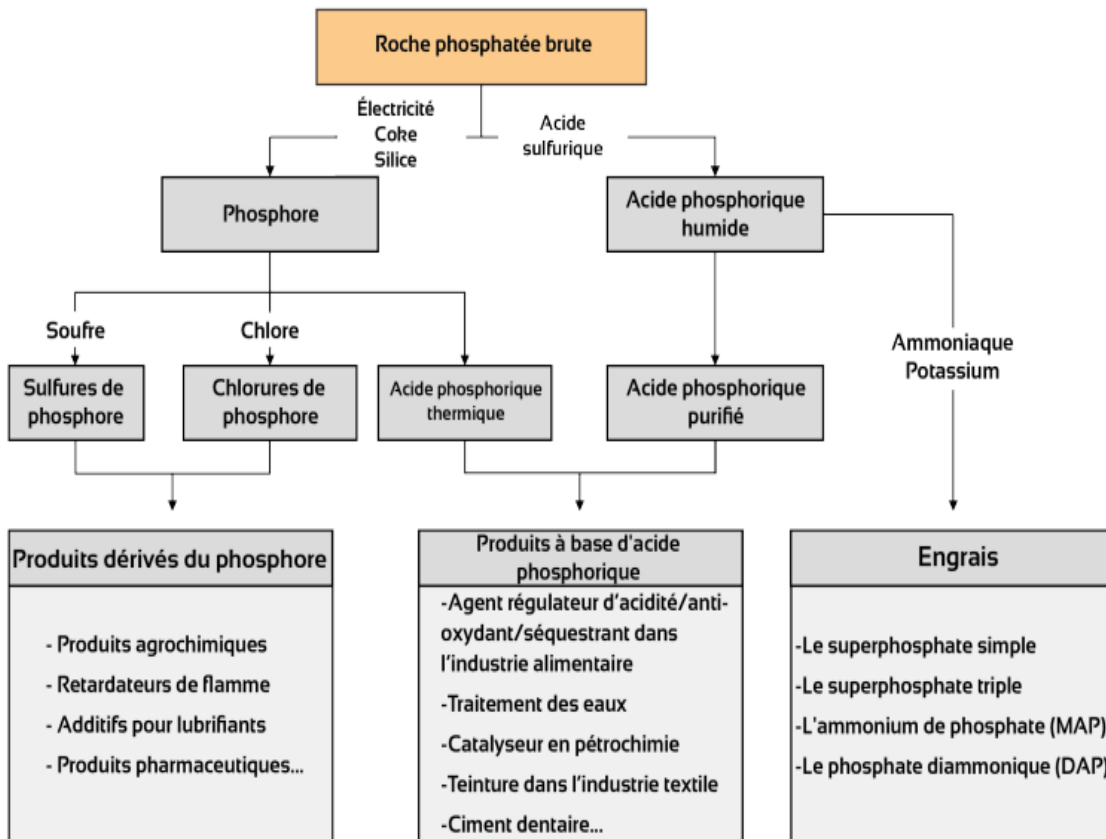 Roche phosphatée brute
Électricité
Coke
Silice
Acide
sulfurique
Phosphore
Acide phosphorique
humide
Soufre
Chlore
Ammoniaque
Potassium
Sulfures de
phosphore
Chlorures de
phosphore
Acide phosphorique
thermique
Acide phosphorique
purifié
Produits dérivés du phosphore
- Produits agrochimiques
- Retardateurs de flamme
- Additifs pour lubrifiants
- Produits pharmaceutiques...
Produits à base d'acide
phosphorique
-Agent régulateur d'acidité/anti-
oxydant/séquestrant dans
l'industrie alimentaire
-Traitement des eaux
-Catalyseur en pétrochimie
-Teinture dans l'industrie textile
-Ciment dentaire...
Engrais
-Le superphosphate simple
-Le superphosphate triple
-L'ammonium de phosphate (MAP)
-Le phosphate diammonique (DAP)